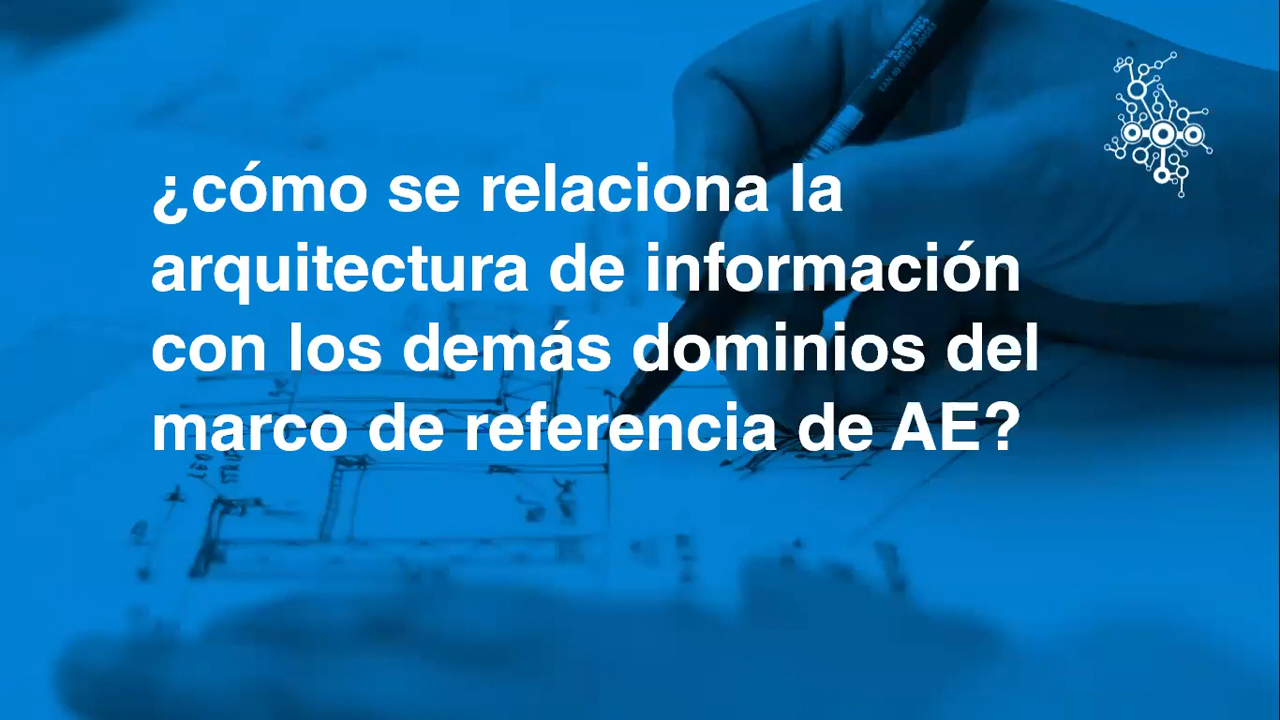 ¿cómo se relaciona la
arquitectura de información
con los demás dominios del
marco de referencia de AE?